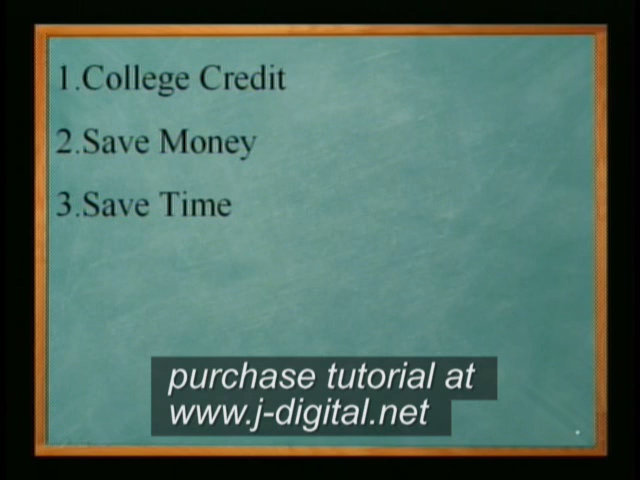 1.College Credit
2.Save Money
3.Save Time
purchase tutorial at
www.j-digital.net